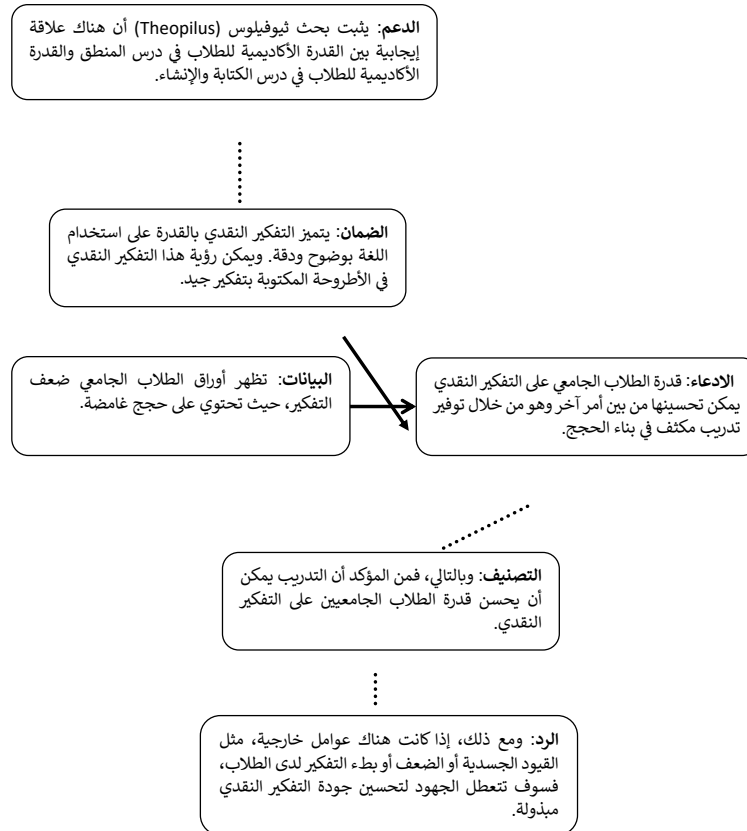 الدعم: يثبت بحث ثيوفيلوس (Theopilus) أن هناك علاقة
إيجابية بين القدرة الأكاديمية للطلاب في درس المنطق والقدرة
الأكاديمية للطلاب في درس الكتابة والإنشاء.
الضمان: يتميز التفكير النقدي بالقدرة على استخدام
اللغة بوضوح ودقة. ويمكن رؤية هذا التفكير النقدي
في الأطروحة المكتوبة بتفكير جيد.
الادعاء: قدرة الطلاب الجامعي على التفكير النقدي
يمكن تحسينها من بين أمر آخر وهو من خلال توفير
تدريب مكثف في بناء الحجج.
البيانات: تظهر أوراق الطلاب الجامعي ضعف
التفكير، حيث تحتوي على حجج غامضة.
التصنيف: وبالتالي، فمن المؤكد أن التدريب يمكن
أن يحسن قدرة الطلاب الجامعيين على التفكير
النقدي.
الرد: ومع ذلك، إذا كانت هناك عوامل خارجية، مثل
القيود الجسدية أو الضعف أو بطء التفكير لدى الطلاب،
فسوف تتعطل الجهود لتحسين جودة التفكير النقدي
مبذولة.